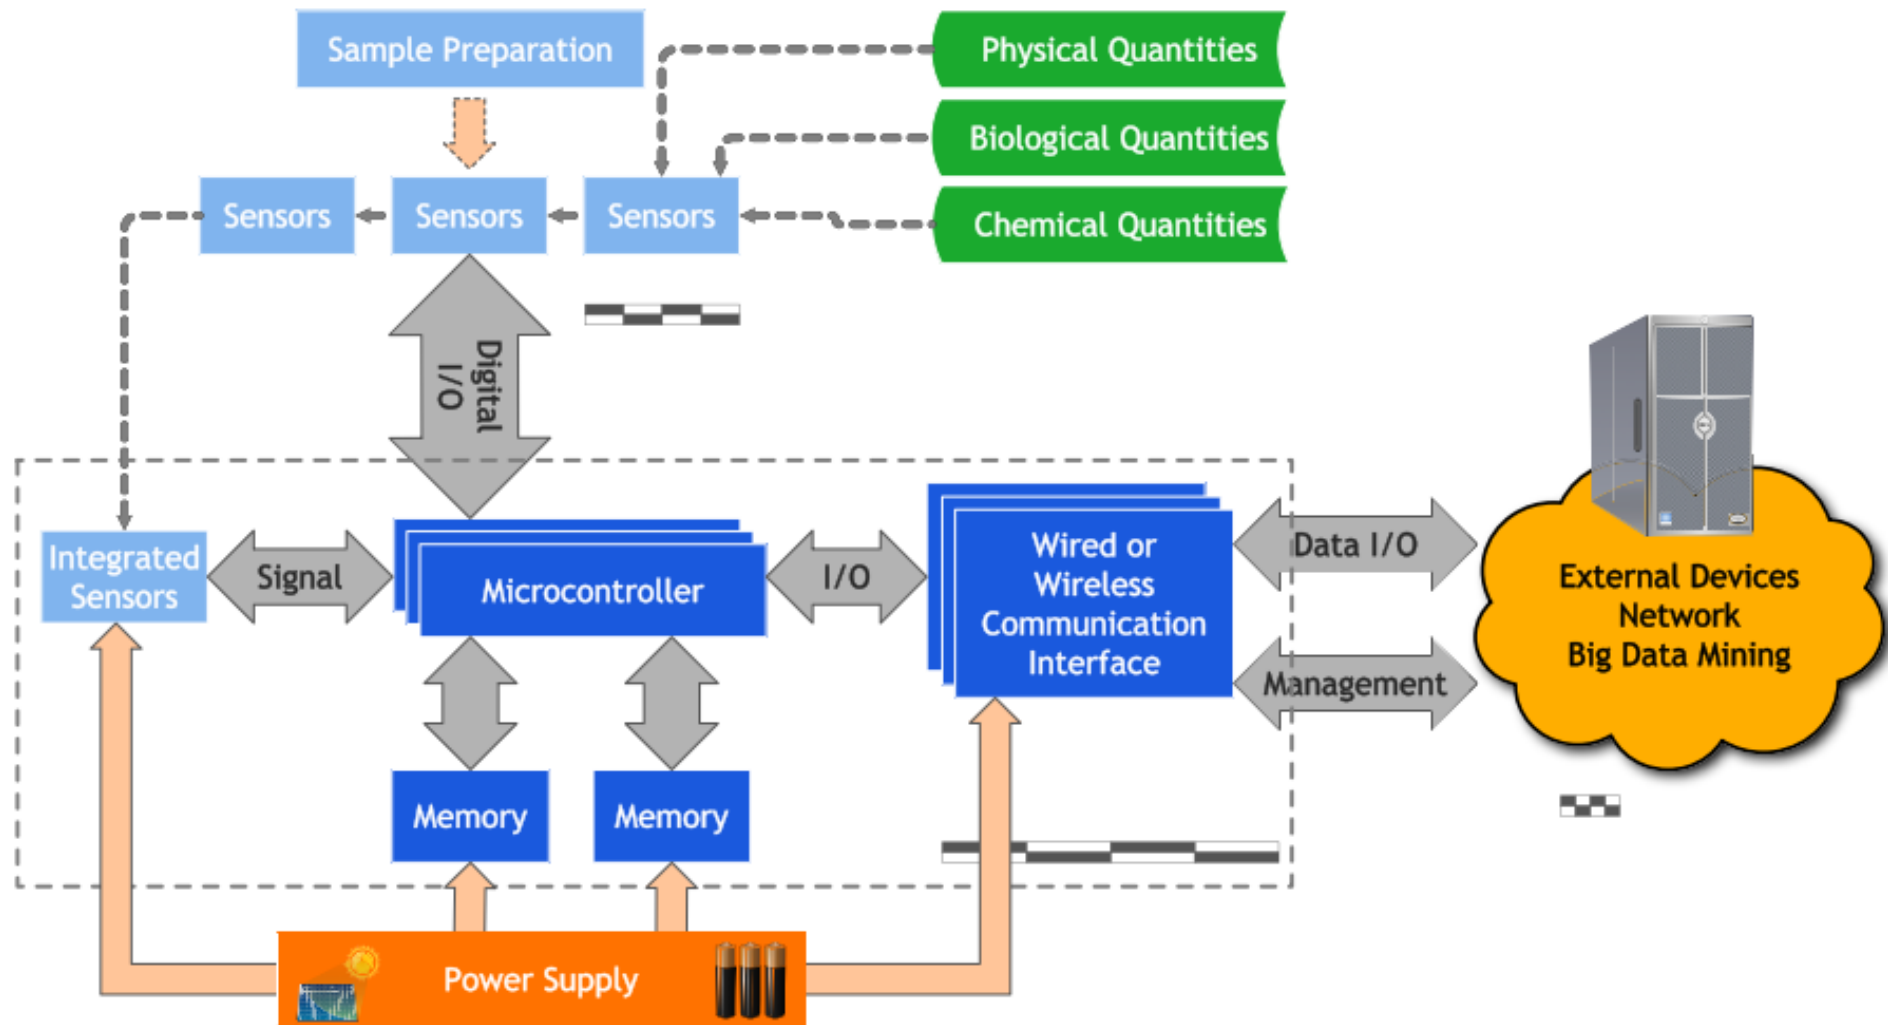 Sample Preparation
Physical Quantities
Biological Quantities
Chemical Quantities
Sensors
Sensors
Sensors
Digital
I/O
Integrated
Sensors
Signal
Microcontroller
I/O
Wired or
Wireless
Communication
Interface
Data I/O
Management
External Devices
Network
Big Data Mining
Memory
Memory
Power Supply